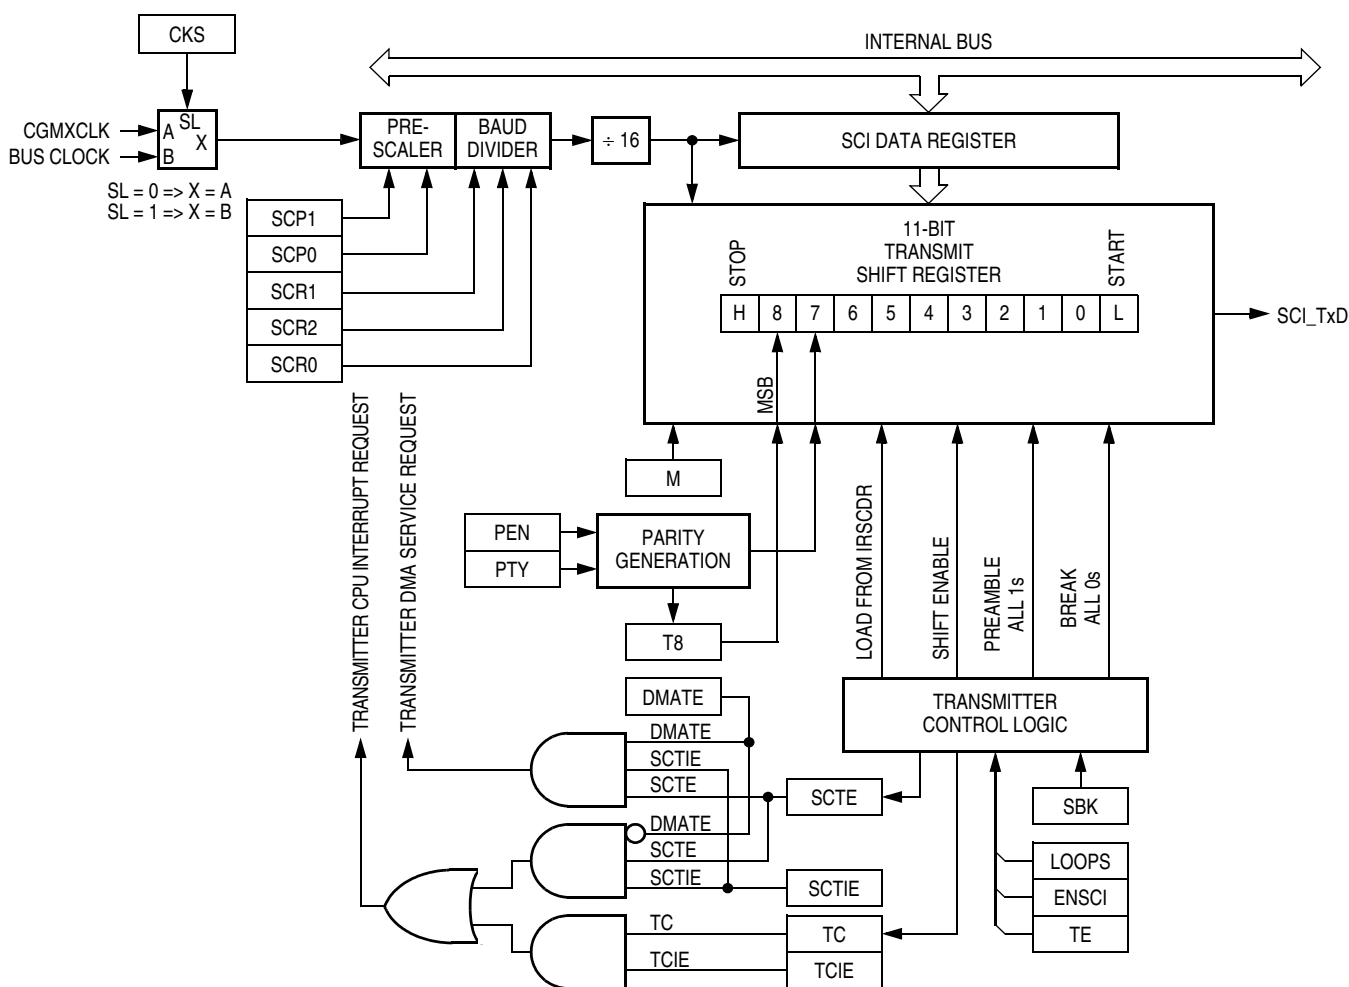 CKS
INTERNAL BUS
CGMXCLK
BUS CLOCK
A
SL
X
B
SL = 0 => X = A
SL = 1 => X = B
PRE-
SCALER
BAUD
DIVIDER
÷ 16
SCI DATA REGISTER
SCP1
SCP0
SCR1
SCR2
SCR0
11-BIT
TRANSMIT
SHIFT REGISTER
STOP
START
H 8 7 6 5 4 3 2 1 0 L
SCI_TxD
MSB
TRANSMITTER CPU INTERRUPT REQUEST
TRANSMITTER DMA SERVICE REQUEST
M
PEN
PTY
PARITY
GENERATION
T8
LOAD FROM IRSCDR
SHIFT ENABLE
PREAMBLE
ALL 1s
BREAK
ALL 0s
TRANSMITTER
CONTROL LOGIC
DMATE
DMATE
SCTIE
SCTE
SCTE
SBK
DMATE
SCTE
SCTIE
SCTIE
LOOPS
ENSCI
TE
TC
TC
TCIE
TCIE